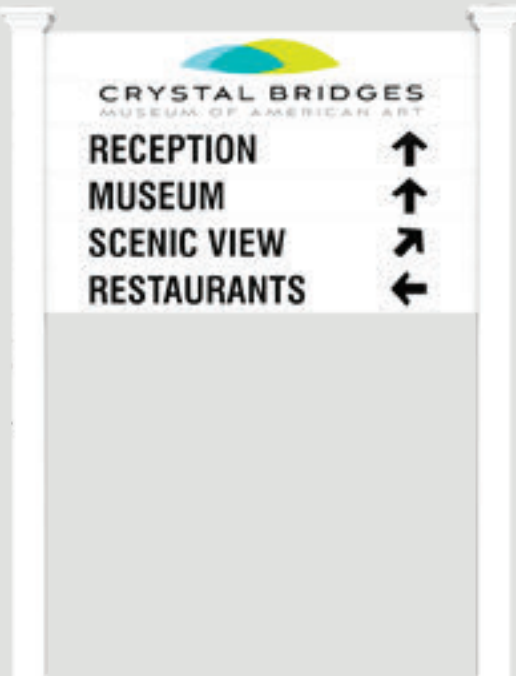 CRYSTAL BRIDGES
MUSEUM OF AMERICAN ART
RECEPTION ↑
MUSEUM ↑
SCENIC VIEW ↗
RESTAURANTS ←